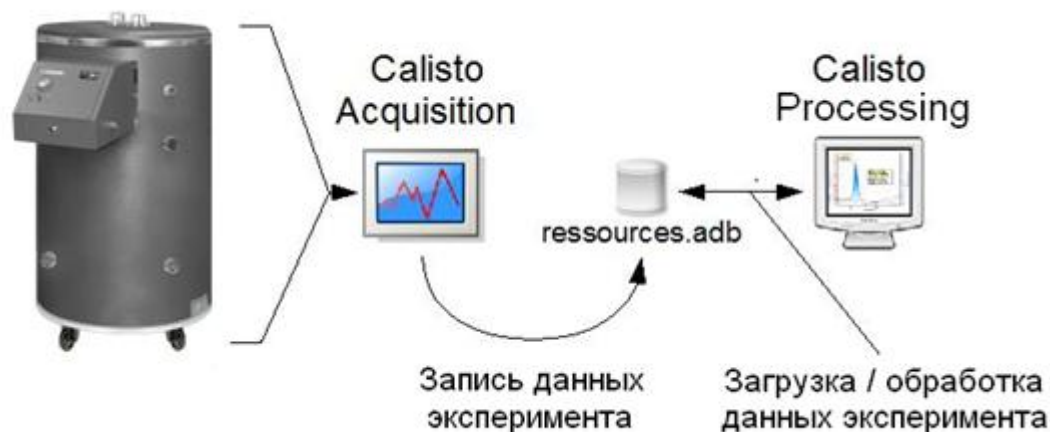 Calisto
Acquisition
Calisto
Processing
ressources.adb
Запись данных
эксперимента
Загрузка / обработка
данных эксперимента